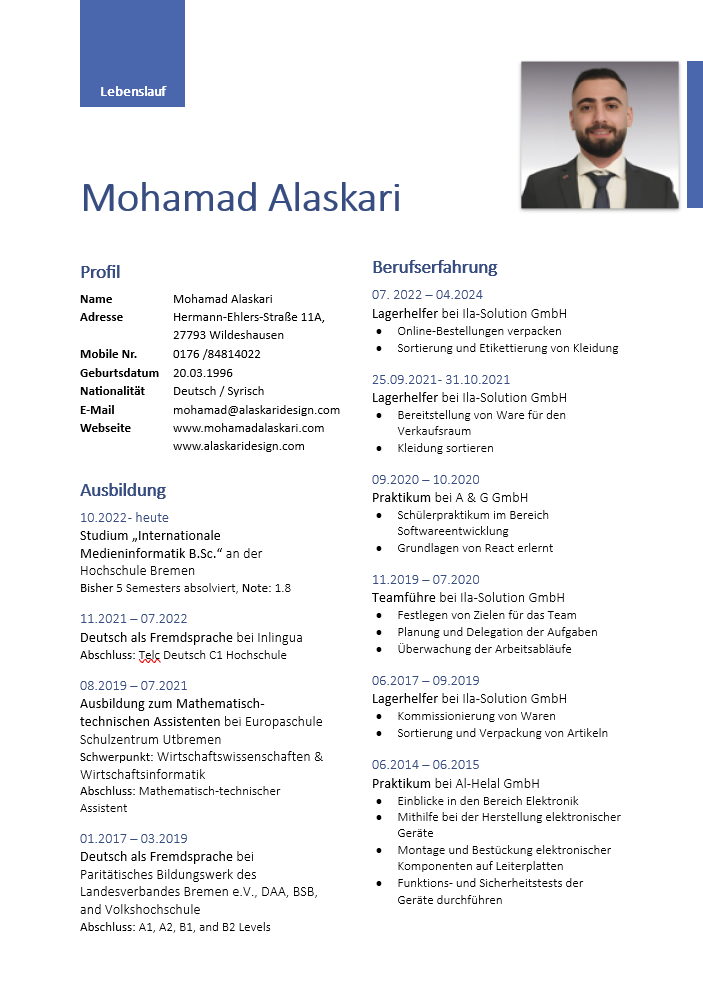 Lebenslauf
Mohamad Alaskari
Profil
Name Mohamad Alaskari
Adresse Hermann-Ehlers-Straße 11A,
27793 Wildeshausen
Mobile Nr. 0176 /84814022
Geburtsdatum 20.03.1996
Nationalität Deutsch / Syrisch
E-Mail mohamad@alaskaridesign.com
Webseite www.mohamadalaskari.com
www.alaskaridesign.com
Ausbildung
10.2022- heute
Studium „Internationale
Medieninformatik B.Sc.“ an der
Hochschule Bremen
Bisher 5 Semesters absolviert, Note: 1.8
11.2021 – 07.2022
Deutsch als Fremdsprache bei Inlingua
Abschluss: Telc Deutsch C1 Hochschule
08.2019 – 07.2021
Ausbildung zum Mathematisch-
technischen Assistenten bei Europaschule
Schulzentrum Utbremen
Schwerpunkt: Wirtschaftswissenschaften &
Wirtschaftsinformatik
Abschluss: Mathematisch-technischer
Assistent
01.2017 – 03.2019
Deutsch als Fremdsprache bei
Paritätisches Bildungswerk des
Landesverbandes Bremen e.V., DAA, BSB,
and Volkshochschule
Abschluss: A1, A2, B1, and B2 Levels
Berufserfahrung
07. 2022 – 04.2024
Lagerhelfer bei Ila-Solution GmbH
• Online-Bestellungen verpacken
• Sortierung und Etikettierung von Kleidung
25.09.2021- 31.10.2021
Lagerhelfer bei Ila-Solution GmbH
• Bereitstellung von Ware für den
Verkaufsraum
• Kleidung sortieren
09.2020 – 10.2020
Praktikum bei A & G GmbH
• Schülerpraktikum im Bereich
Softwareentwicklung
• Grundlagen von React erlernt
11.2019 – 07.2020
Teamführe bei Ila-Solution GmbH
• Festlegen von Zielen für das Team
• Planung und Delegation der Aufgaben
• Überwachung der Arbeitsabläufe
06.2017 – 09.2019
Lagerhelfer bei Ila-Solution GmbH
• Kommissionierung von Waren
• Sortierung und Verpackung von Artikeln
06.2014 – 06.2015
Praktikum bei Al-Helal GmbH
• Einblicke in den Bereich Elektronik
• Mithilfe bei der Herstellung elektronischer
Geräte
• Montage und Bestückung elektronischer
Komponenten auf Leiterplatten
• Funktions- und Sicherheitstests der
Geräte durchführen